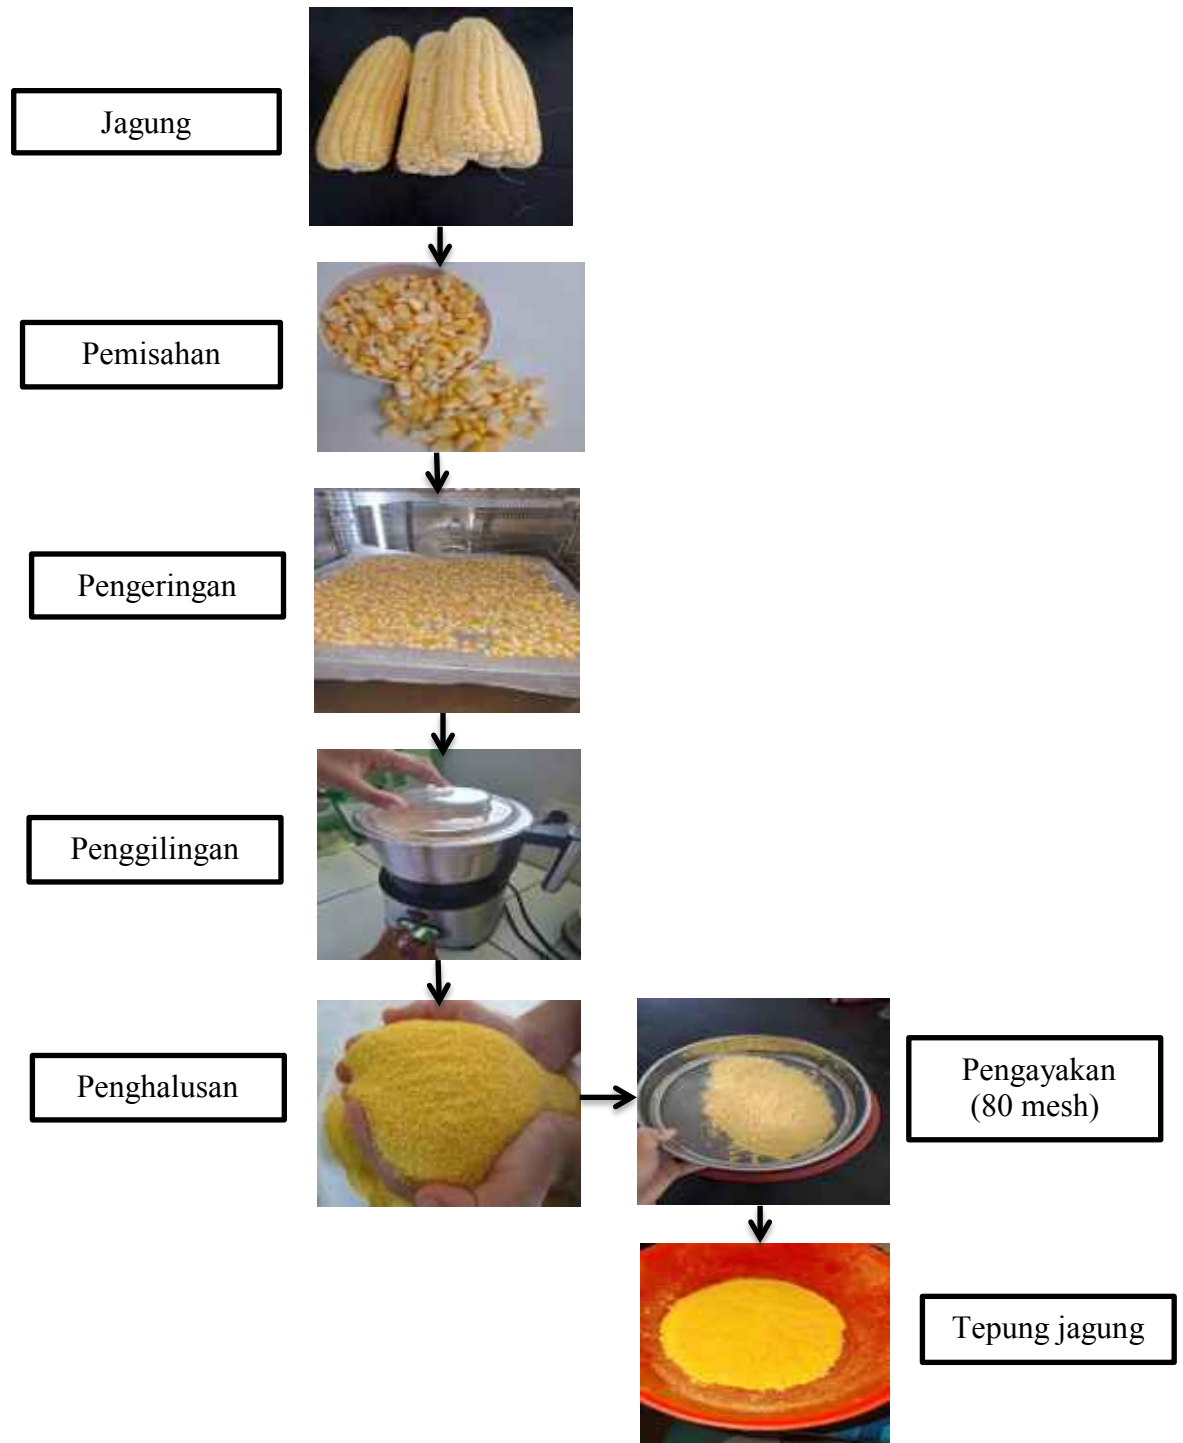 Jagung
Pemisahan
Pengeringan
Penggilingan
Penghalusan
Pengayakan
(80 mesh)
Tepung jagung